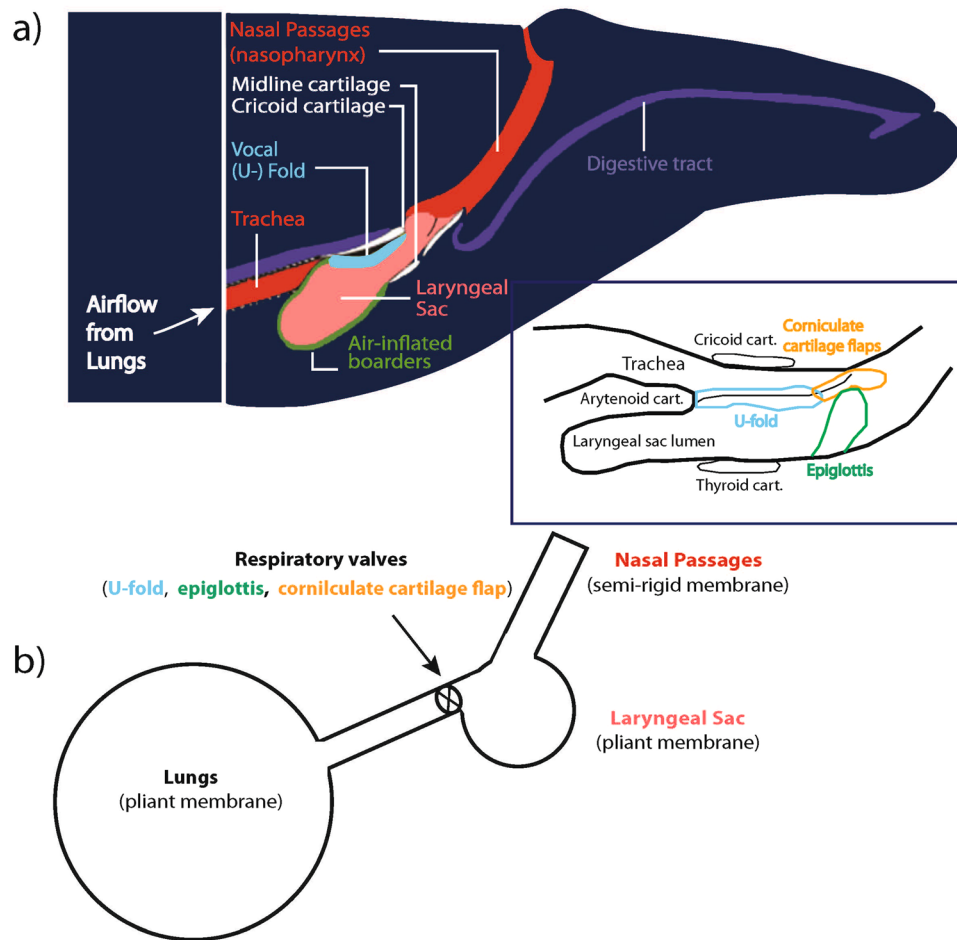 a)
Nasal Passages
(nasopharynx)
Midline cartilage
Cricoid cartilage
Vocal
(U-) Fold
Trachea
Digestive tract
Airflow
from
Lungs
Laryngeal
Sac
Air-inflated
boarders
Cricoid cart.
Corniculate
cartilage flaps
Trachea
Arytenoid cart.
U-fold
Laryngeal sac lumen
Thyroid cart.
Epiglottis
Respiratory valves
(U-fold, epiglottis, cornilculate cartilage flap)
Nasal Passages
(semi-rigid membrane)
b)
Laryngeal Sac
(pliant membrane)
Lungs
(pliant membrane)